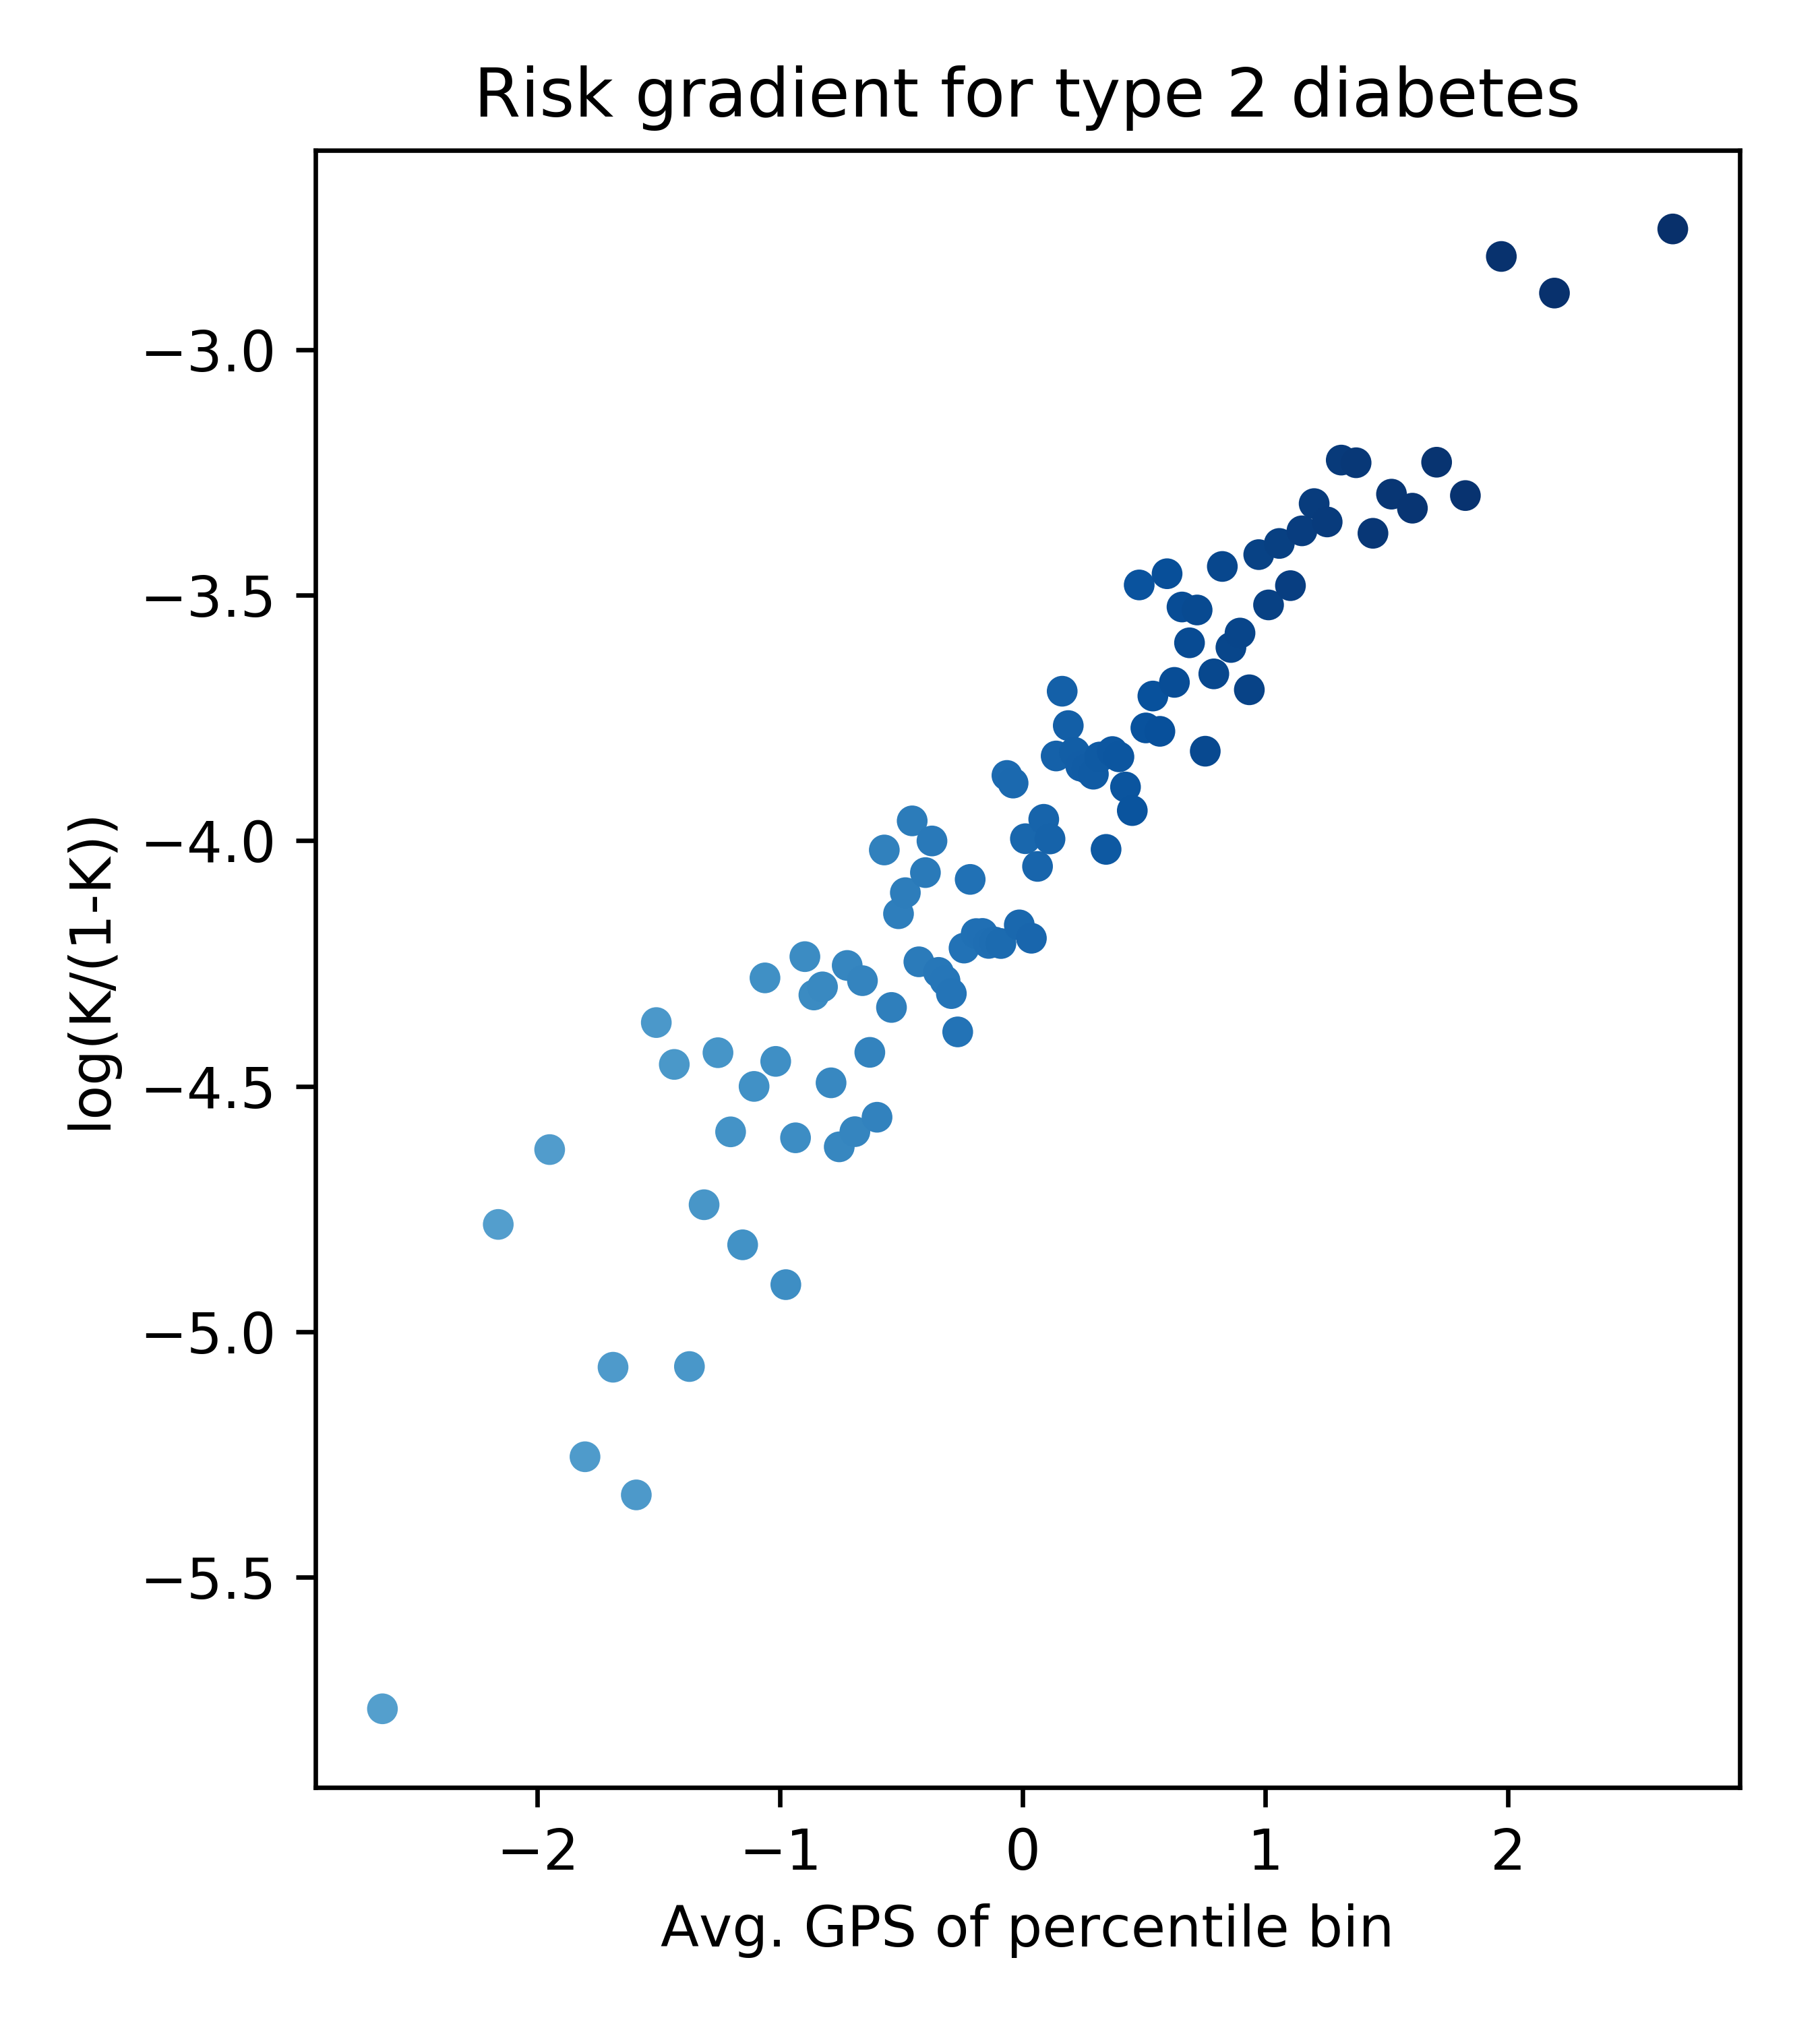 Risk gradient for type 2 diabetes
log(K/(1-K))
−3.0
−3.5
−4.0
−4.5
−5.0
−5.5
−2 −1 0 1 2
Avg. GPS of percentile bin